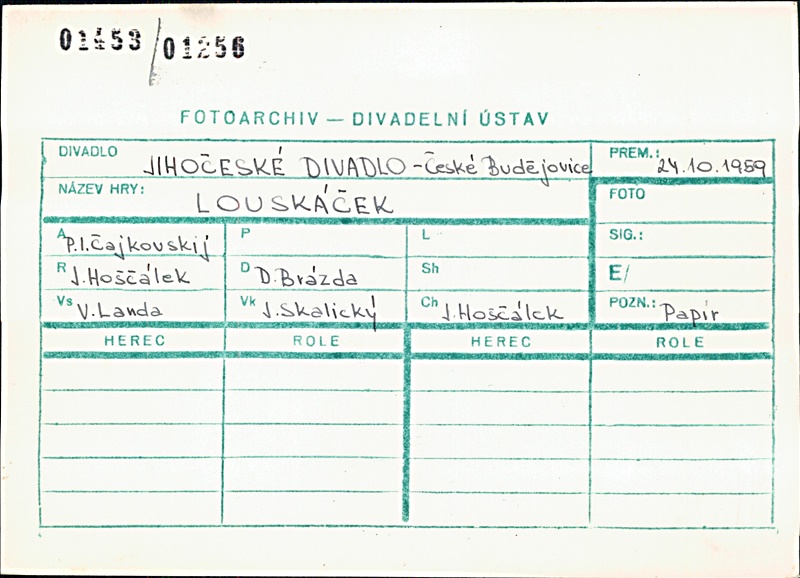 01453/01256
FOTOARCHIV — DIVADELNÍ ÚSTAV
DIVADLO JIHOČESKÉ DIVADLO - České Budějovice PREM.: 24.10.1959
NÁZEV HRY: LOUSKÁČEK FOTO
A P.I.Čajkovskij P L SIG.:
R J.Hoščálek D D.Brázda Sh E/
Vs V.Landa Vk J.Skalický Ch J.Hoščálek POZN.: Papír
HEREC ROLE HEREC ROLE